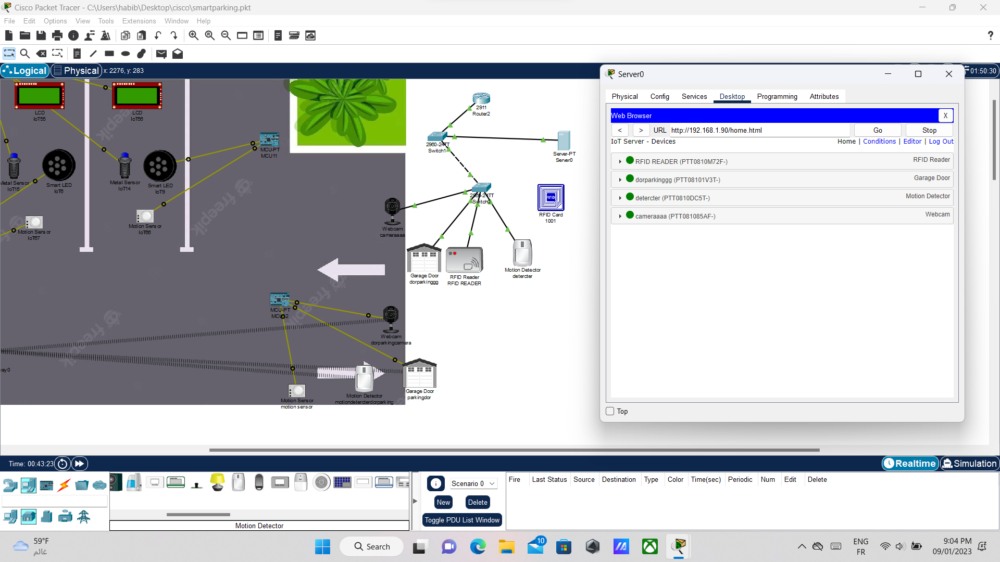 Cisco Packet Tracer - C:\Users\habib\Desktop\cisco\smartparking.pkt
File Edit Options View Tools Extensions Window Help
?
Logical Physical x: 2276, y: 283
01:50:30
LCD
IoT55
LCD
IoT56
MCU-PT
MCU11
Metal Sensor
IoT15
Smart LED
IoT6
Metal Sensor
IoT14
Smart LED
IoT9
Motion Sensor
IoT67
Motion Sensor
IoT66
freepik
freepik
freepik
freepik
2911
Router2
2960-24TT
Switch1
Server-PT
Server0
2960-24TT
Switch0
RFID
RFID Card
1001
Webcam
cameraaaa
Garage Door
dorparkinggg
RFID Reader
RFID READER
Motion Detector
detercter
MCU-PT
MCU12
Webcam
dorparkingcamera
Motion Sensor
motion sensor
Motion Detector
motiondetercterdorparking
Garage Door
parkingdor
ray0
Server0
Physical Config Services Desktop Programming Attributes
Web Browser X
< > URL http://192.168.1.90/home.html Go Stop
IoT Server - Devices Home | Conditions | Editor | Log Out
RFID READER (PTT0810M72F-) RFID Reader
dorparkinggg (PTT08101V3T-) Garage Door
detercter (PTT0810DC5T-) Motion Detector
cameraaaa (PTT081085AF-) Webcam
Top
Time: 00:43:23
Realtime Simulation
Scenario 0
New Delete
Toggle PDU List Window
Fire Last Status Source Destination Type Color Time(sec) Periodic Num Edit Delete
Motion Detector
59°F
غائم
Search
10
ENG
FR
9:04 PM
09/01/2023